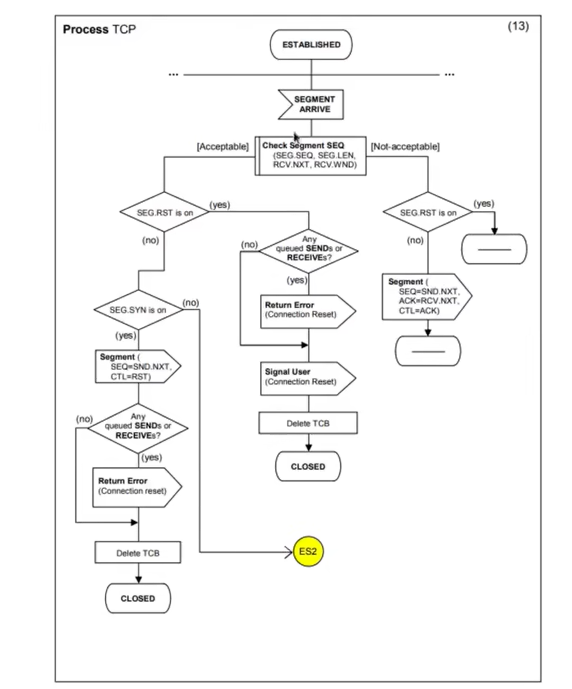 Process TCP
(13)
ESTABLISHED
...
...
SEGMENT
ARRIVE
[Acceptable]
Check Segment SEQ
(SEG.SEQ, SEG.LEN,
RCV.NXT, RCV.WND)
[Not-acceptable]
SEG.RST is on
(yes)
(no)
SEG.RST is on
(yes)
(no)
Any
queued SENDs or
RECEIVEs?
(no)
(yes)
Segment (
SEQ=SND.NXT,
ACK=RCV.NXT,
CTL=ACK)
SEG.SYN is on
(no)
(yes)
Return Error
(Connection Reset)
Segment (
SEQ=SND.NXT,
CTL=RST)
Signal User
(Connection Reset)
Any
queued SENDs or
RECEIVEs?
(no)
(yes)
Delete TCB
CLOSED
Return Error
(Connection reset)
Delete TCB
ES2
CLOSED